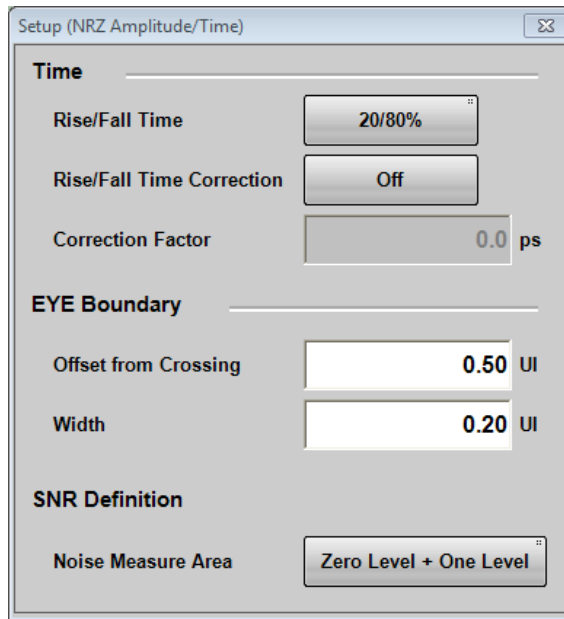 Setup (NRZ Amplitude/Time)
Time
Rise/Fall Time 20/80%
Rise/Fall Time Correction Off
Correction Factor 0.0 ps
EYE Boundary
Offset from Crossing 0.50 UI
Width 0.20 UI
SNR Definition
Noise Measure Area Zero Level + One Level